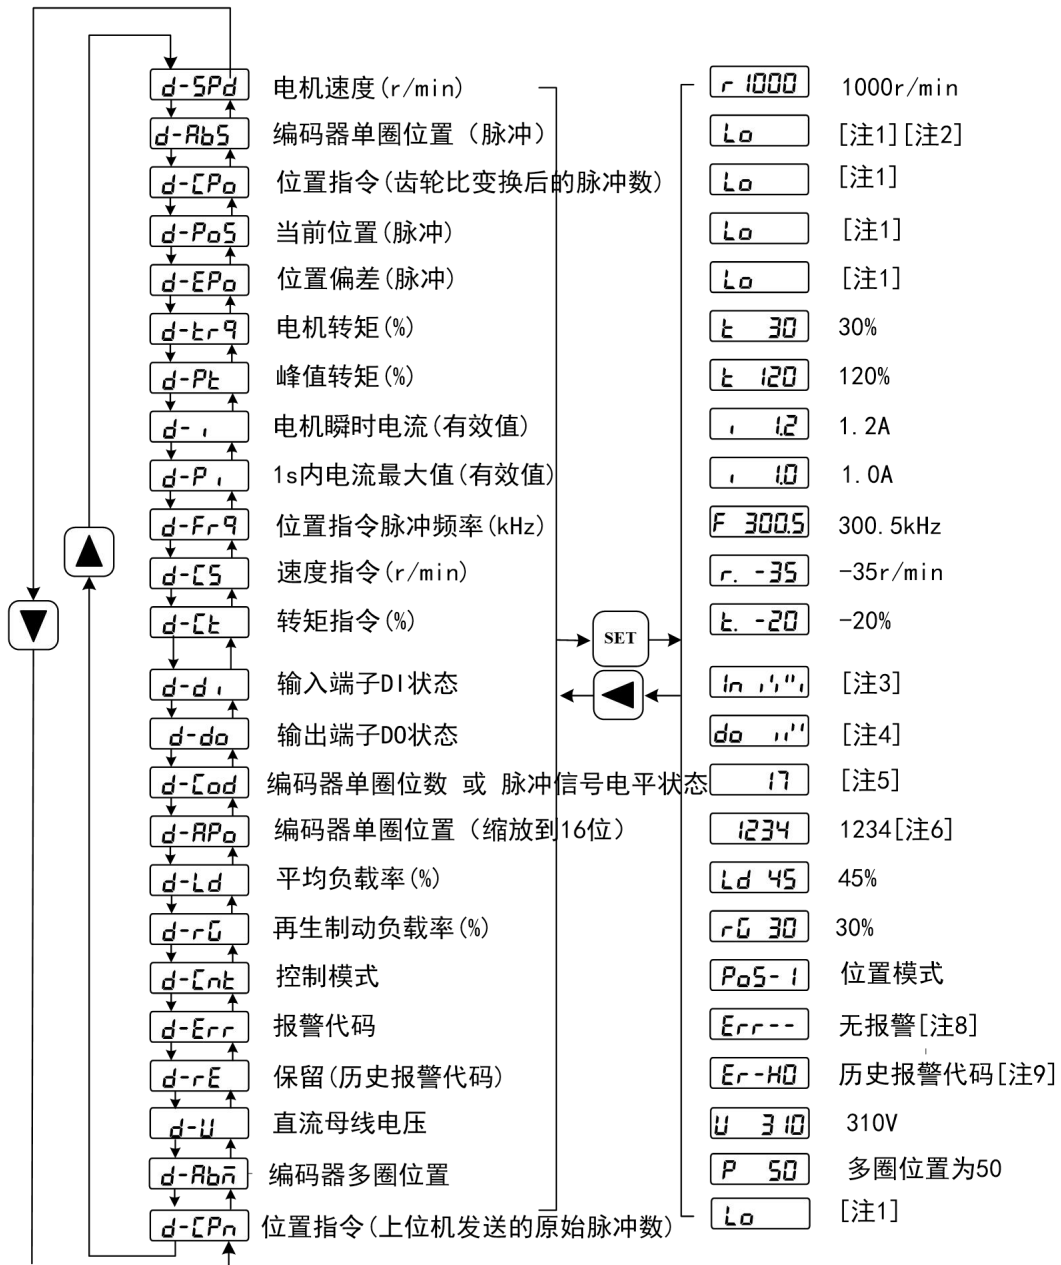 d-SPd 电机速度(r/min) r 1000 1000r/min
d-AbS 编码器单圈位置（脉冲） Lo [注1][注2]
d-CPo 位置指令(齿轮比变换后的脉冲数) Lo [注1]
d-PoS 当前位置(脉冲) Lo [注1]
d-EPo 位置偏差(脉冲) Lo [注1]
d-trq 电机转矩(%) t 30 30%
d-Pt 峰值转矩(%) t 120 120%
d-i 电机瞬时电流(有效值) i 1.2 1.2A
d-Pi 1s内电流最大值(有效值) i 1.0 1.0A
d-Frq 位置指令脉冲频率(kHz) F 300.5 300.5kHz
d-CS 速度指令(r/min) r. -35 -35r/min
d-Ct 转矩指令(%) t. -20 -20%
SET
d-di 输入端子DI状态 In [注3]
d-do 输出端子DO状态 do [注4]
d-Cod 编码器单圈位数 或 脉冲信号电平状态 17 [注5]
d-APo 编码器单圈位置（缩放到16位） 1234 1234[注6]
d-Ld 平均负载率(%) Ld 45 45%
d-rG 再生制动负载率(%) rG 30 30%
d-Cnt 控制模式 PoS-1 位置模式
d-Err 报警代码 Err-- 无报警[注8]
d-rE 保留(历史报警代码) Er-H0 历史报警代码[注9]
d-U 直流母线电压 U 310 310V
d-Abn̄ 编码器多圈位置 P 50 多圈位置为50
d-CPn 位置指令(上位机发送的原始脉冲数) Lo [注1]